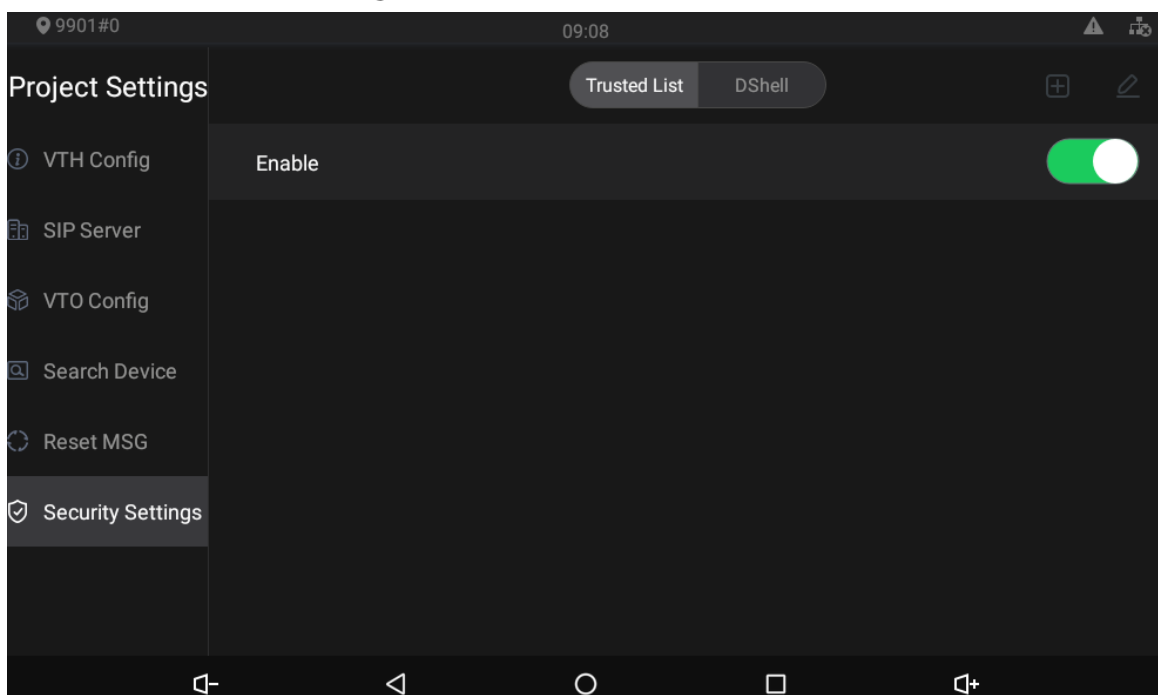 9901#0
09:08
Project Settings
Trusted List
DShell
VTH Config
Enable
SIP Server
VTO Config
Search Device
Reset MSG
Security Settings